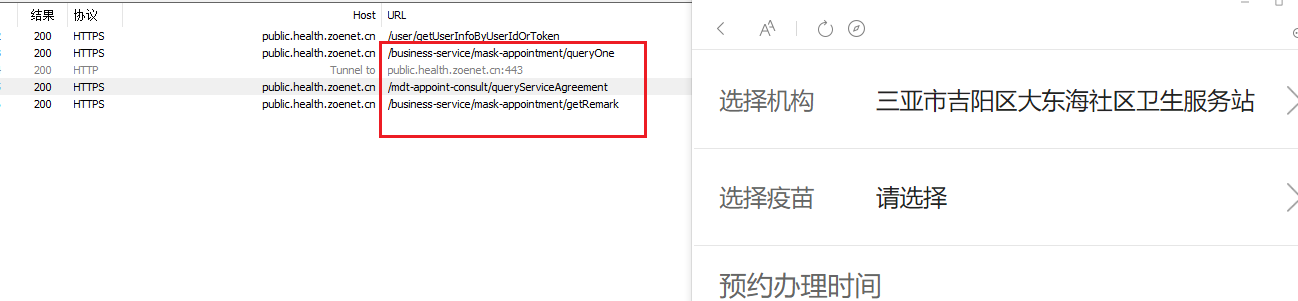 结果 协议 Host URL
200 HTTPS public.health.zoenet.cn /user/getUserInfoByUserIdOrToken
200 HTTPS public.health.zoenet.cn /business-service/mask-appointment/queryOne
200 HTTP Tunnel to public.health.zoenet.cn:443
200 HTTPS public.health.zoenet.cn /mdt-appoint-consult/queryServiceAgreement
200 HTTPS public.health.zoenet.cn /business-service/mask-appointment/getRemark
选择机构 三亚市吉阳区大东海社区卫生服务站
选择疫苗 请选择
预约办理时间